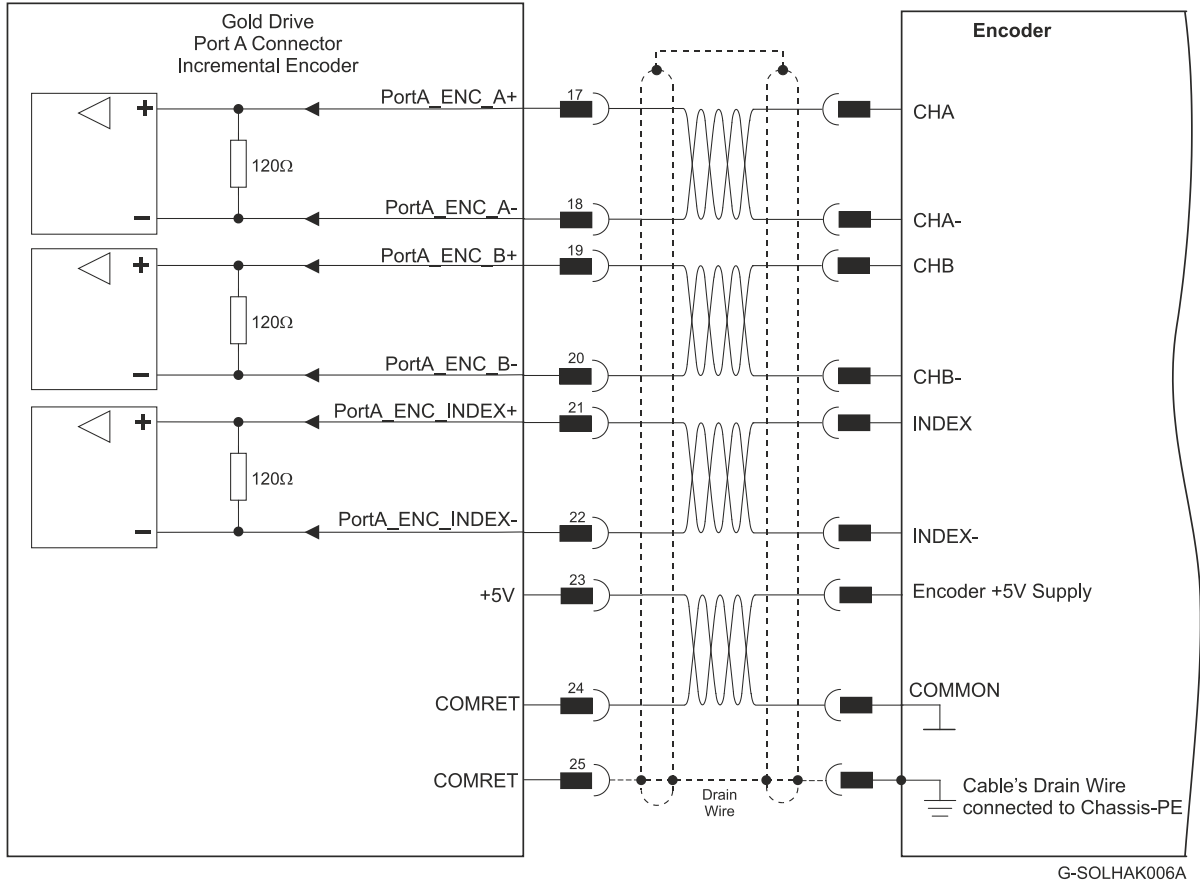 Gold Drive
Port A Connector
Incremental Encoder
Encoder
+
PortA_ENC_A+
17
CHA
120Ω
−
PortA_ENC_A-
18
CHA-
+
PortA_ENC_B+
19
CHB
120Ω
−
PortA_ENC_B-
20
CHB-
+
PortA_ENC_INDEX+
21
INDEX
120Ω
−
PortA_ENC_INDEX-
22
INDEX-
+5V
23
Encoder +5V Supply
COMRET
24
COMMON
COMRET
25
Drain
Wire
Cable's Drain Wire
connected to Chassis-PE
G-SOLHAK006A